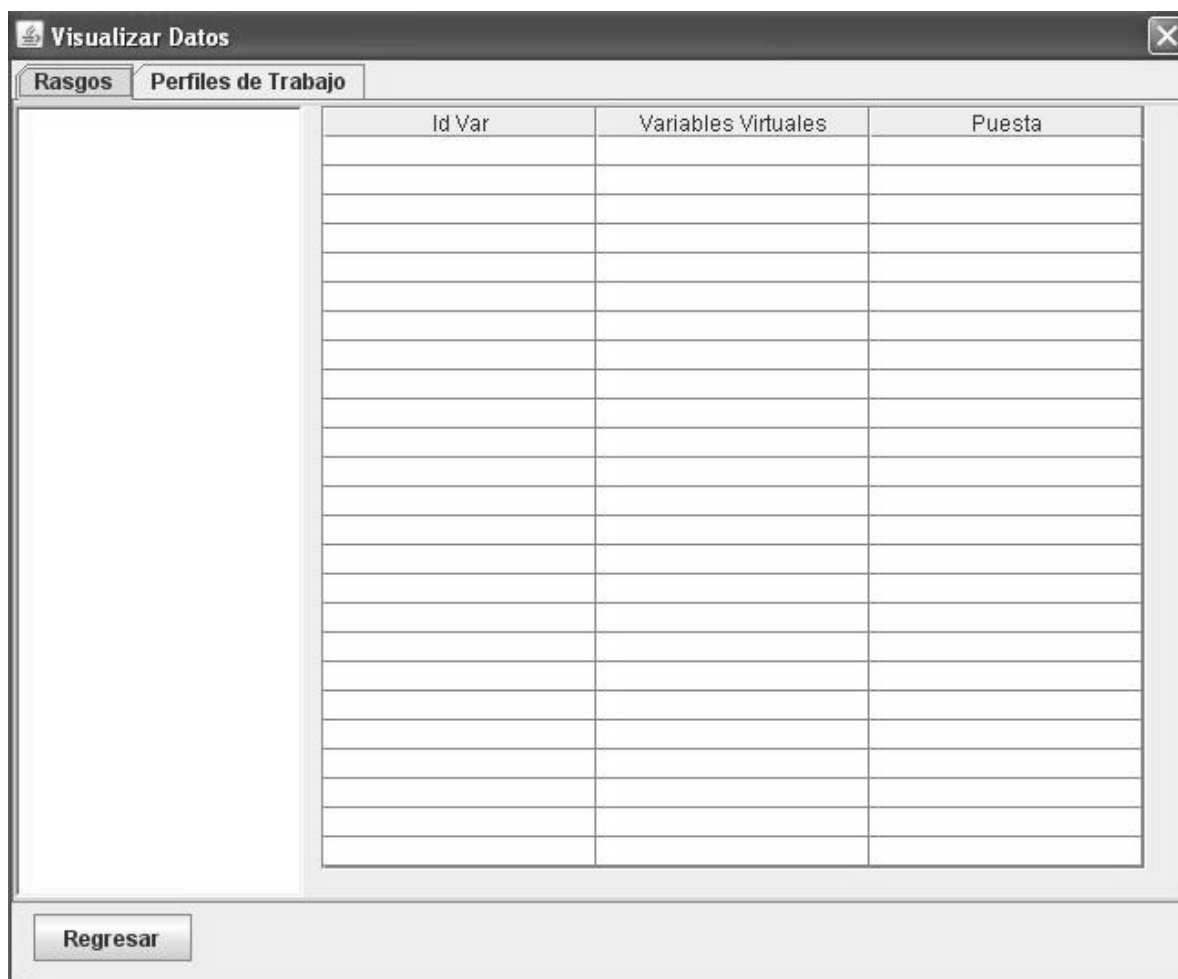 Visualizar Datos
Rasgos Perfiles de Trabajo
Id Var Variables Virtuales Puesta
Regresar